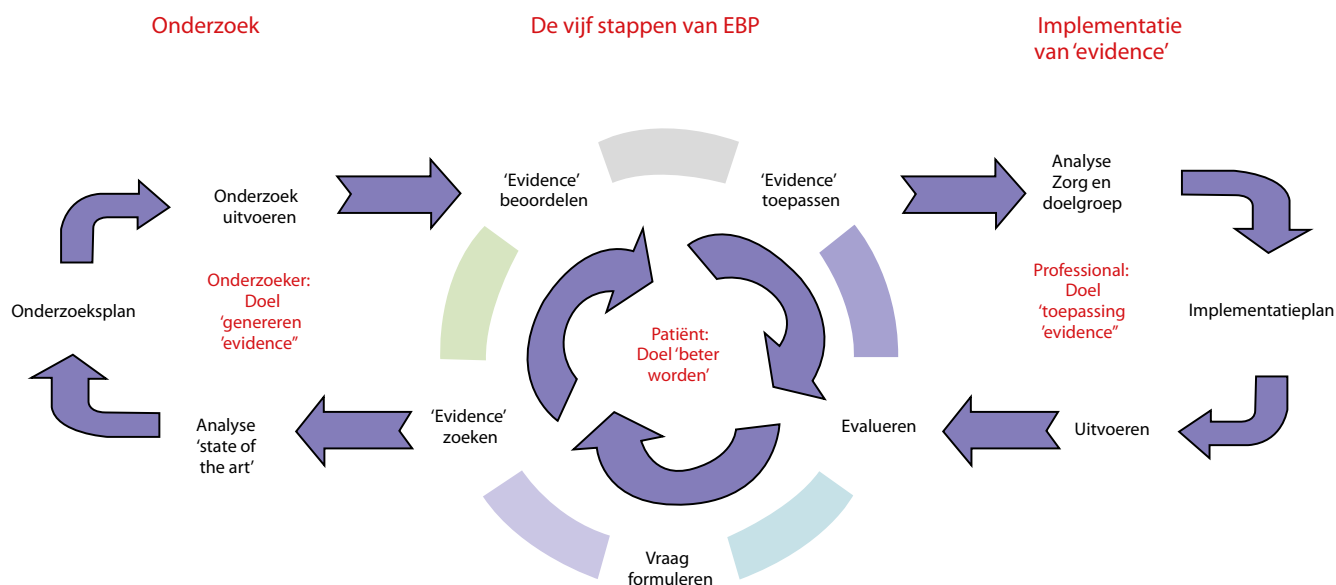 Onderzoek
De vijf stappen van EBP
Implementatie
van ‘evidence’
Onderzoek
uitvoeren
‘Evidence’
beoordelen
‘Evidence’
toepassen
Analyse
Zorg en
doelgroep
Onderzoeksplan
Onderzoeker:
Doel
‘genereren
’evidence’’
Patiënt:
Doel ‘beter
worden’
Professional:
Doel
‘toepassing
’evidence’’
Implementatieplan
Analyse
‘state of
the art’
‘Evidence’
zoeken
Evalueren
Uitvoeren
Vraag
formuleren